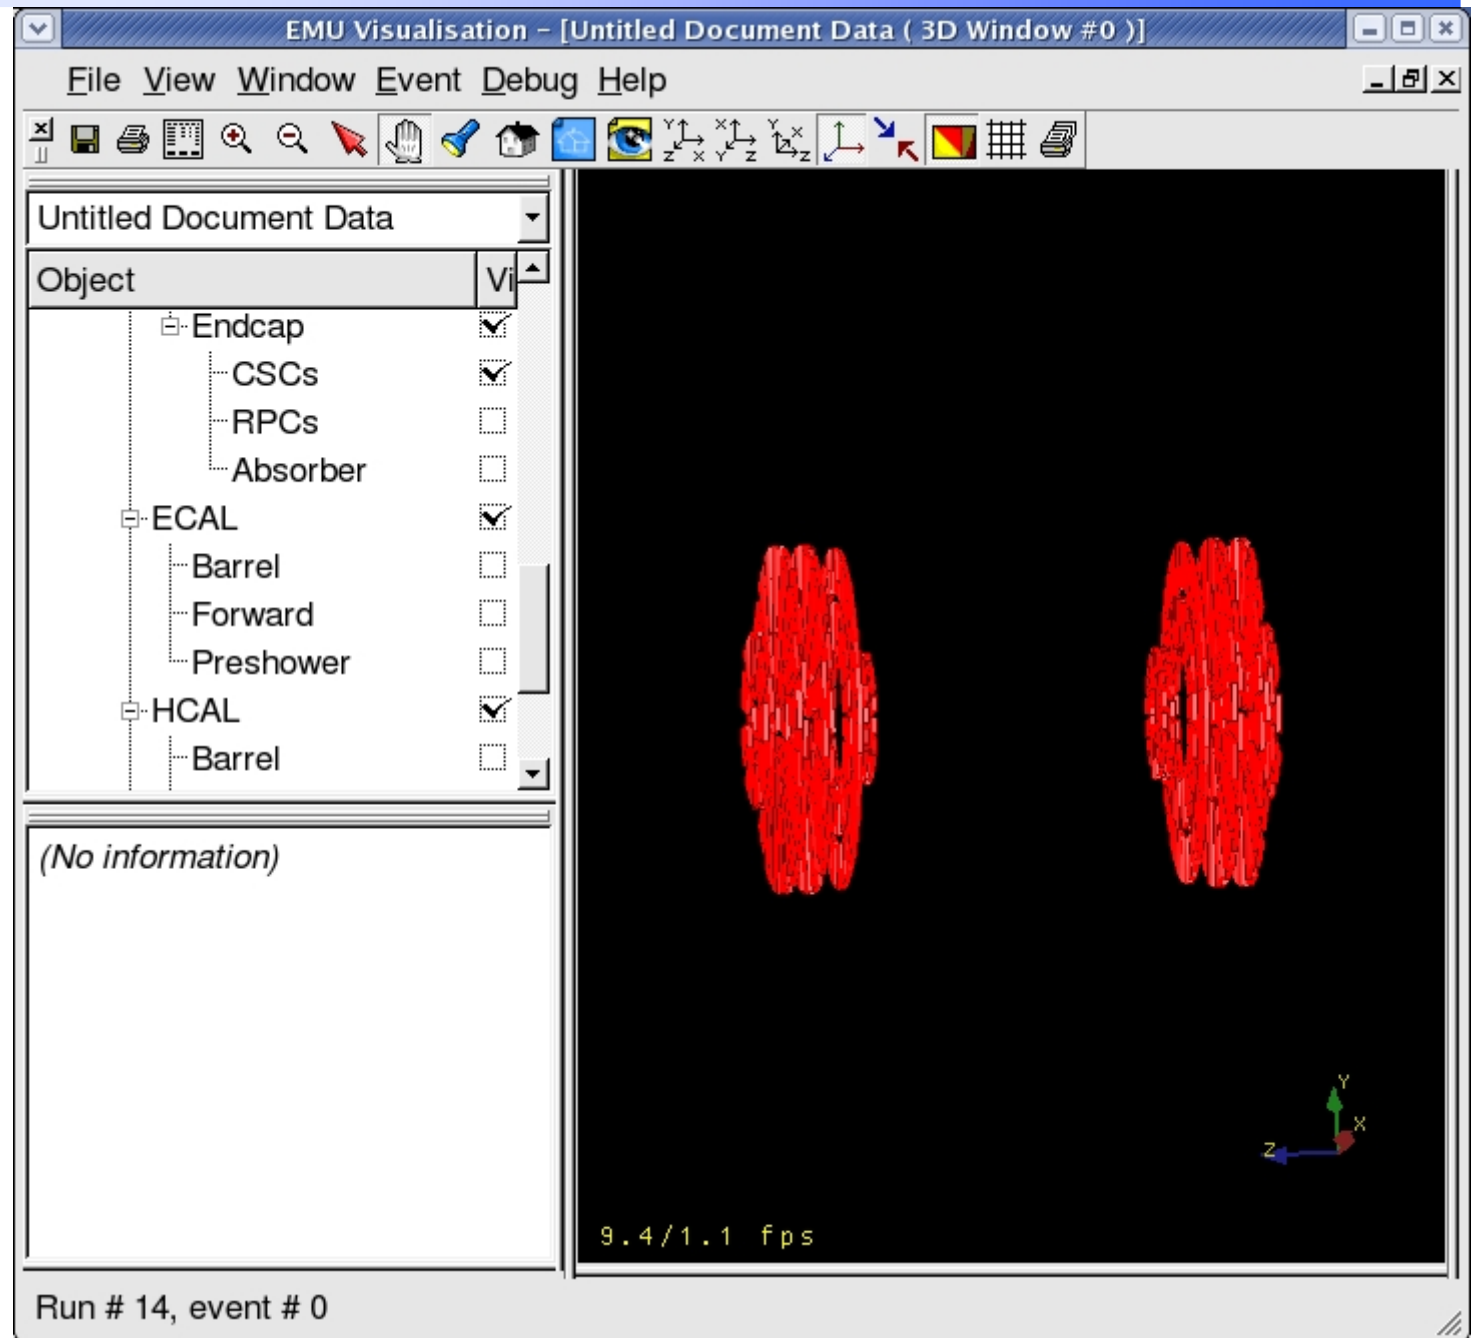 EMU Visualisation – [Untitled Document Data ( 3D Window #0 )]
File View Window Event Debug Help
Y Z X X Y Z Y X Z
Untitled Document Data
Object Vi
Endcap
CSCs
RPCs
Absorber
ECAL
Barrel
Forward
Preshower
HCAL
Barrel
(No information)
Y
X
Z
9.4/1.1 fps
Run # 14, event # 0